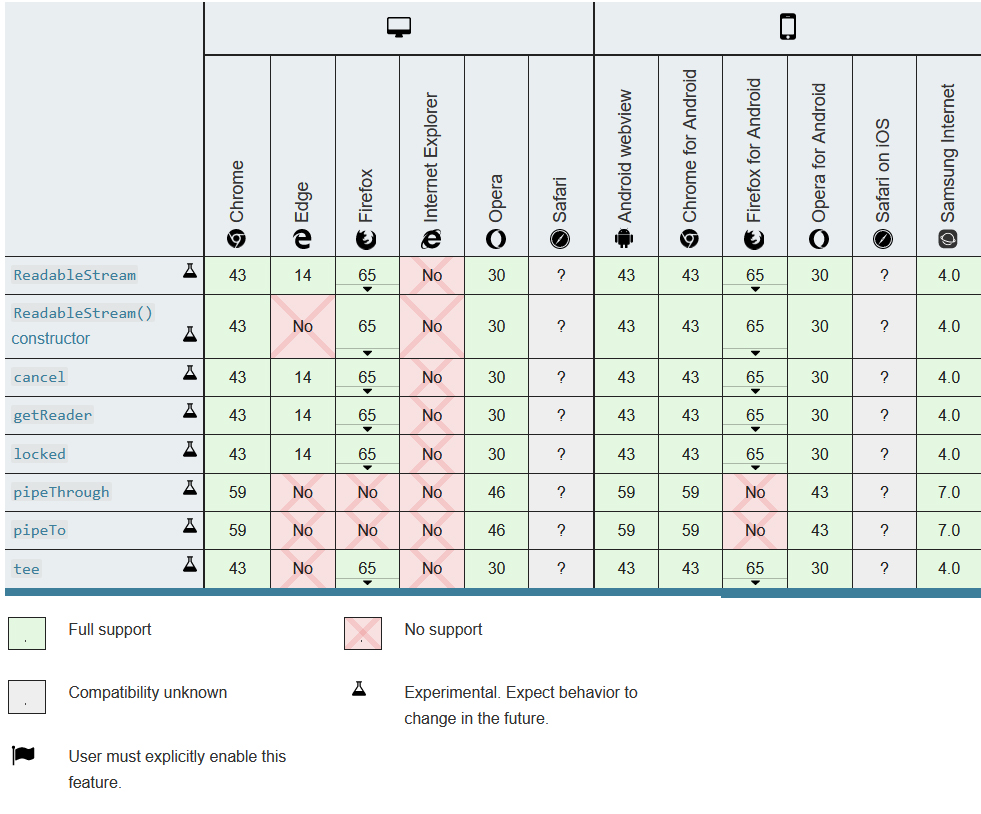 Chrome
Edge
Firefox
Internet Explorer
Opera
Safari
Android webview
Chrome for Android
Firefox for Android
Opera for Android
Safari on iOS
Samsung Internet
ReadableStream 43 14 65 No 30 ? 43 43 65 30 ? 4.0
ReadableStream()
constructor 43 No 65 No 30 ? 43 43 65 30 ? 4.0
cancel 43 14 65 No 30 ? 43 43 65 30 ? 4.0
getReader 43 14 65 No 30 ? 43 43 65 30 ? 4.0
locked 43 14 65 No 30 ? 43 43 65 30 ? 4.0
pipeThrough 59 No No No 46 ? 59 59 No 43 ? 7.0
pipeTo 59 No No No 46 ? 59 59 No 43 ? 7.0
tee 43 No 65 No 30 ? 43 43 65 30 ? 4.0
Full support
No support
Compatibility unknown
Experimental. Expect behavior to
change in the future.
User must explicitly enable this
feature.